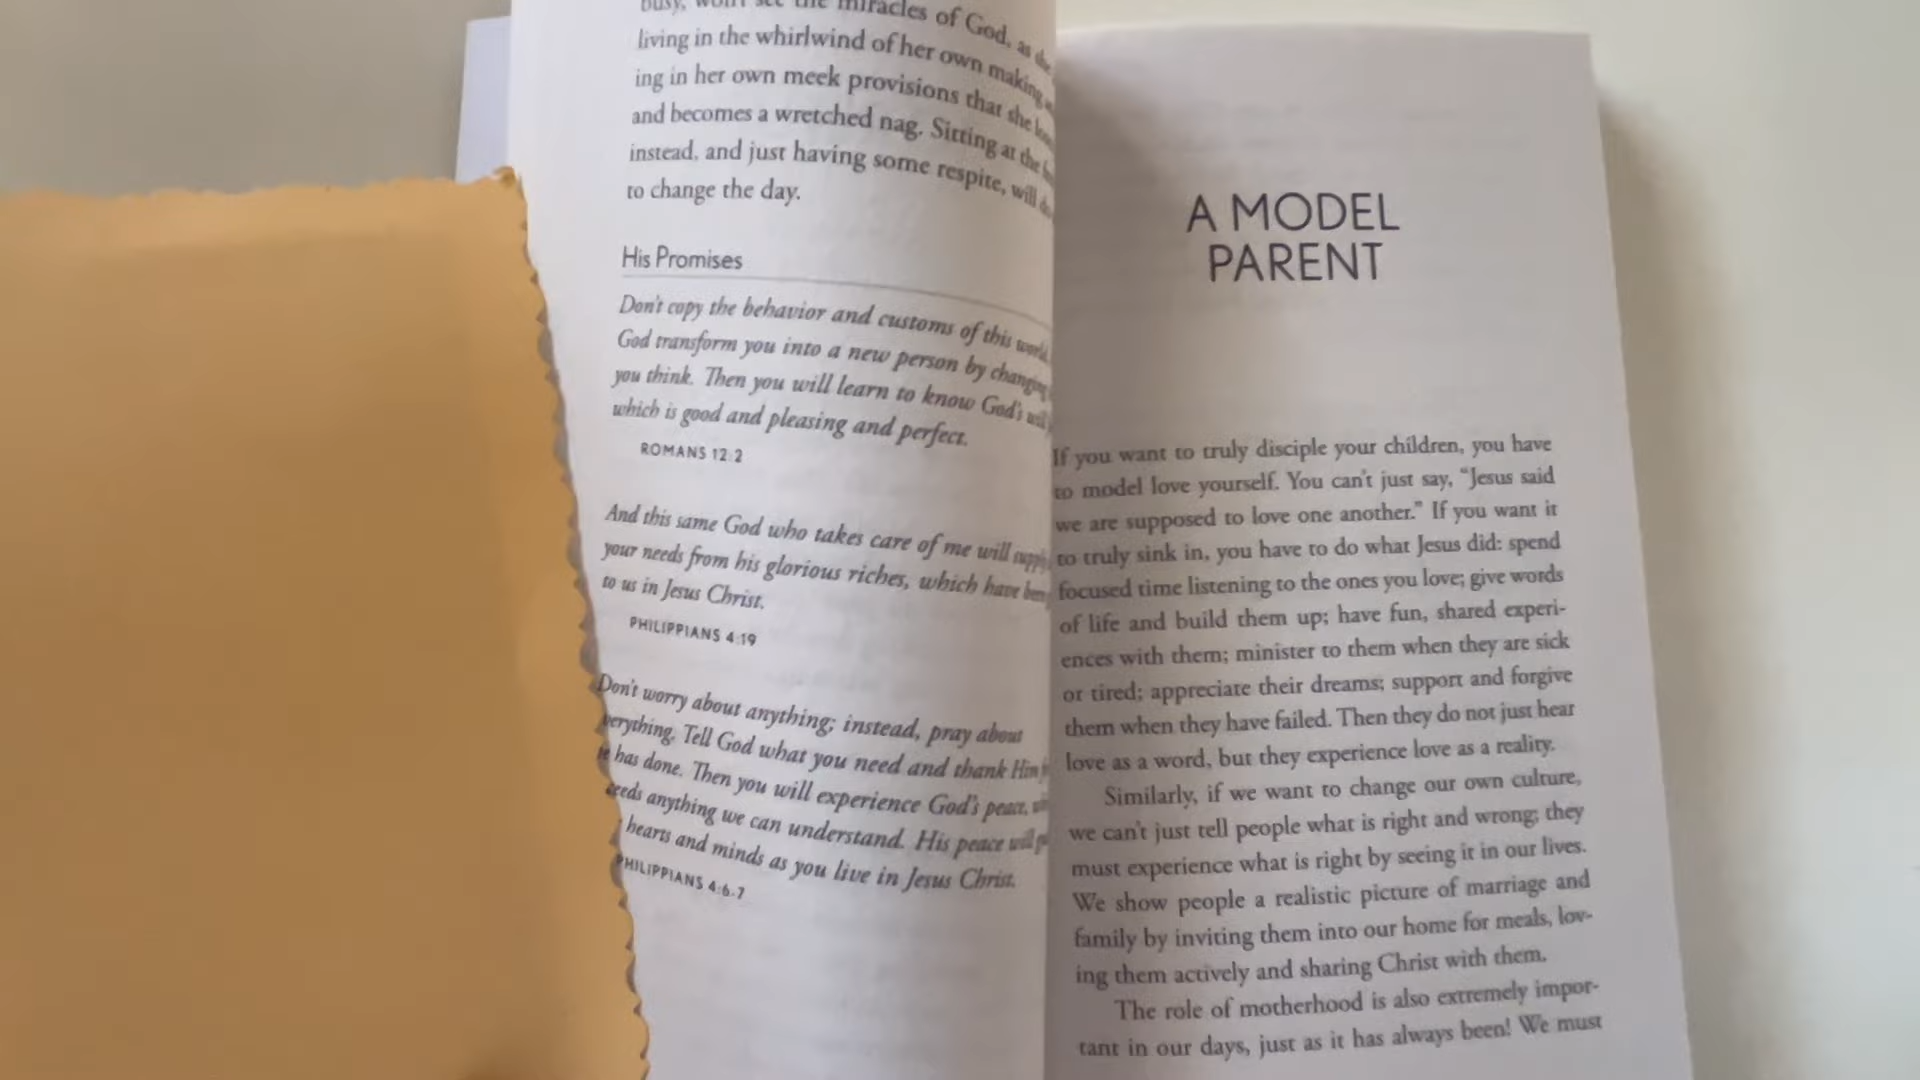 busy, won't see the miracles of God, as she
living in the whirlwind of her own making
ing in her own meek provisions that she
and becomes a wretched nag. Sitting at the
instead, and just having some respite, will
to change the day.
His Promises
Don't copy the behavior and customs of this world,
God transform you into a new person by changing
you think. Then you will learn to know God's will
which is good and pleasing and perfect.
ROMANS 12:2
And this same God who takes care of me will supply
your needs from his glorious riches, which have been
to us in Jesus Christ.
PHILIPPIANS 4:19
Don't worry about anything; instead, pray about
verything. Tell God what you need and thank Him
e has done. Then you will experience God's peace,
eeds anything we can understand. His peace will
hearts and minds as you live in Jesus Christ.
PHILIPPIANS 4:6-7
A MODEL
PARENT
If you want to truly disciple your children, you have
to model love yourself. You can't just say, “Jesus said
we are supposed to love one another.” If you want it
to truly sink in, you have to do what Jesus did: spend
focused time listening to the ones you love; give words
of life and build them up; have fun, shared experi-
ences with them; minister to them when they are sick
or tired; appreciate their dreams; support and forgive
them when they have failed. Then they do not just hear
love as a word, but they experience love as a reality.
Similarly, if we want to change our own culture,
we can't just tell people what is right and wrong; they
must experience what is right by seeing it in our lives.
We show people a realistic picture of marriage and
family by inviting them into our home for meals, lov-
ing them actively and sharing Christ with them.
The role of motherhood is also extremely impor-
tant in our days, just as it has always been! We must